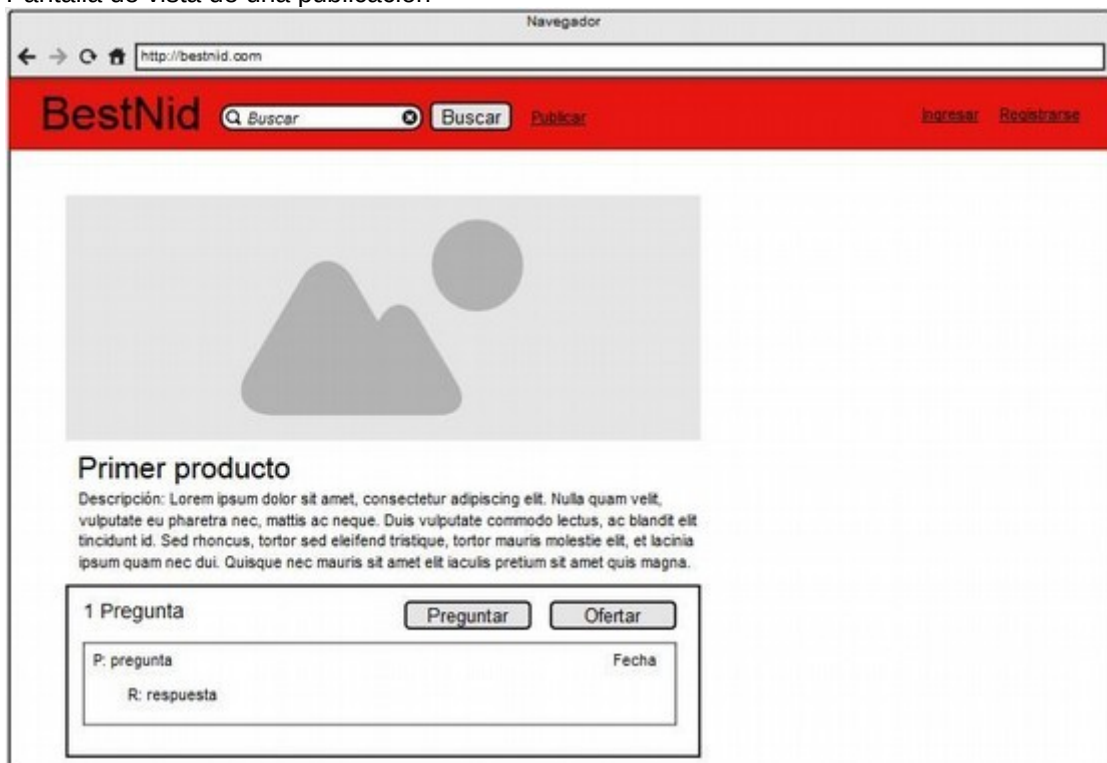 Pantalla de vista de una publicación
Navegador
http://bestnid.com
BestNid Buscar Buscar Publicar Ingresar Registrarse
Primer producto
Descripción: Lorem ipsum dolor sit amet, consectetur adipiscing elit. Nulla quam velit,
vulputate eu pharetra nec, mattis ac neque. Duis vulputate commodo lectus, ac blandit elit
tincidunt id. Sed rhoncus, tortor sed eleifend tristique, tortor mauris molestie elit, et lacinia
ipsum quam nec dui. Quisque nec mauris sit amet elit iaculis pretium sit amet quis magna.
1 Pregunta Preguntar Ofertar
P: pregunta Fecha
R: respuesta